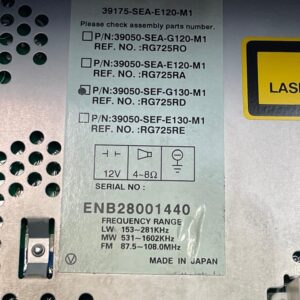 39175-SEA-E120-M1
Please check assembly part number.
P/N:39050-SEA-G120-M1
REF. NO. :RG725RO
P/N:39050-SEA-E120-M1
REF. NO. :RG725RA
P/N:39050-SEF-G130-M1
REF. NO. :RG725RC
P/N:39050-SEF-E130-M1
REF. NO. :RG725RE
12V 4~8Ω
SERIAL NO :
ENB28001440
FREQUENCY RANGE
LW 153~281KHz
MW 531~1602KHz
FM 87.5~108.0MHz
V MADE IN JAPAN
LAS